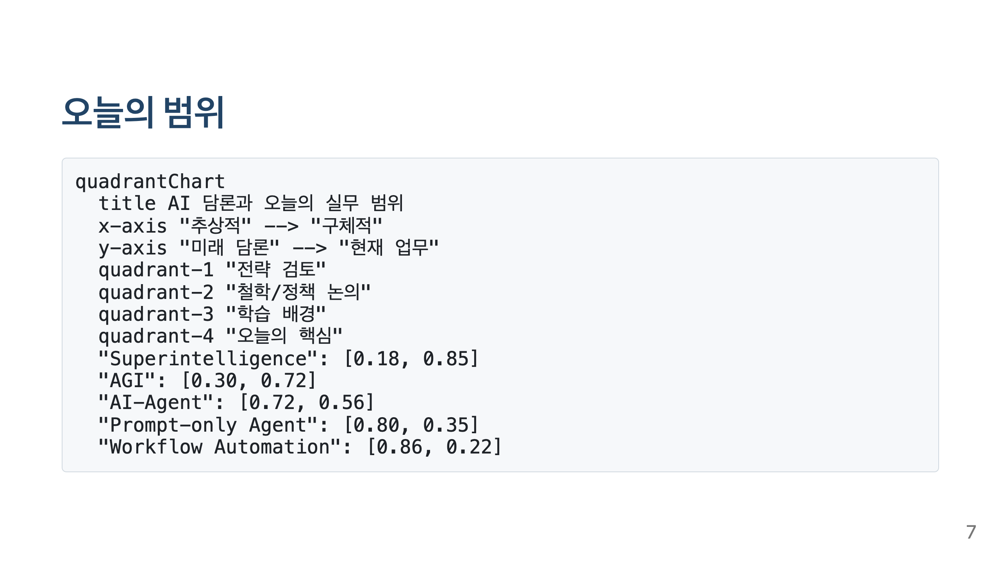 오늘의 범위
quadrantChart
  title AI 담론과 오늘의 실무 범위
  x-axis "추상적" --> "구체적"
  y-axis "미래 담론" --> "현재 업무"
  quadrant-1 "전략 검토"
  quadrant-2 "철학/정책 논의"
  quadrant-3 "학습 배경"
  quadrant-4 "오늘의 핵심"
  "Superintelligence": [0.18, 0.85]
  "AGI": [0.30, 0.72]
  "AI-Agent": [0.72, 0.56]
  "Prompt-only Agent": [0.80, 0.35]
  "Workflow Automation": [0.86, 0.22]
7